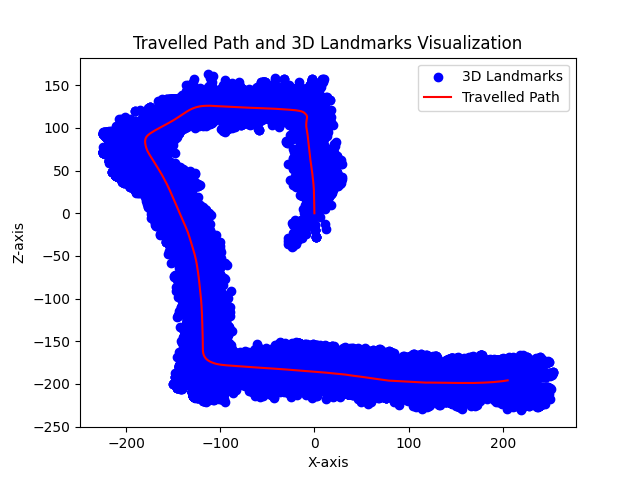 Travelled Path and 3D Landmarks Visualization
3D Landmarks
Travelled Path
150
100
50
0
−50
−100
−150
−200
−250
Z-axis
−200
−100
0
100
200
X-axis